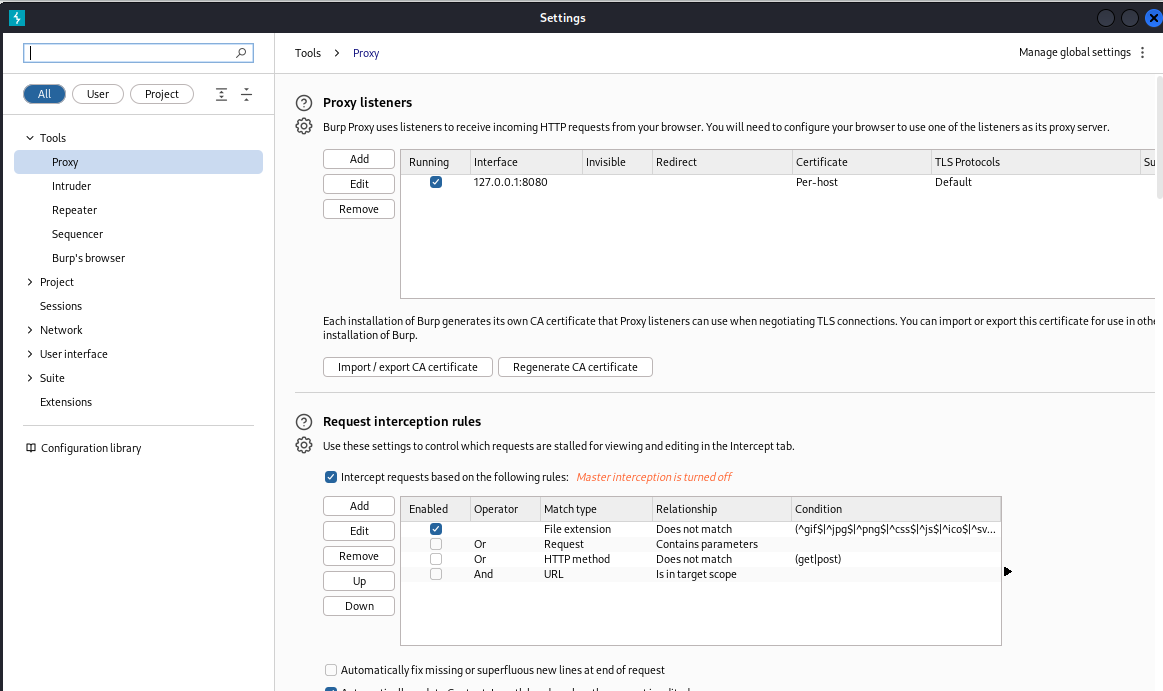 Settings
Tools > Proxy
Manage global settings
All User Project
Tools
Proxy
Intruder
Repeater
Sequencer
Burp's browser
Project
Sessions
Network
User interface
Suite
Extensions
Configuration library
Proxy listeners
Burp Proxy uses listeners to receive incoming HTTP requests from your browser. You will need to configure your browser to use one of the listeners as its proxy server.
Add
Edit
Remove
Running Interface Invisible Redirect Certificate TLS Protocols Su
127.0.0.1:8080 Per-host Default
Each installation of Burp generates its own CA certificate that Proxy listeners can use when negotiating TLS connections. You can import or export this certificate for use in othe
installation of Burp.
Import / export CA certificate Regenerate CA certificate
Request interception rules
Use these settings to control which requests are stalled for viewing and editing in the Intercept tab.
Intercept requests based on the following rules: Master interception is turned off
Add
Edit
Remove
Up
Down
Enabled Operator Match type Relationship Condition
File extension Does not match (^gif$|^jpg$|^png$|^css$|^js$|^ico$|^sv...
Or Request Contains parameters
Or HTTP method Does not match (get|post)
And URL Is in target scope
Automatically fix missing or superfluous new lines at end of request